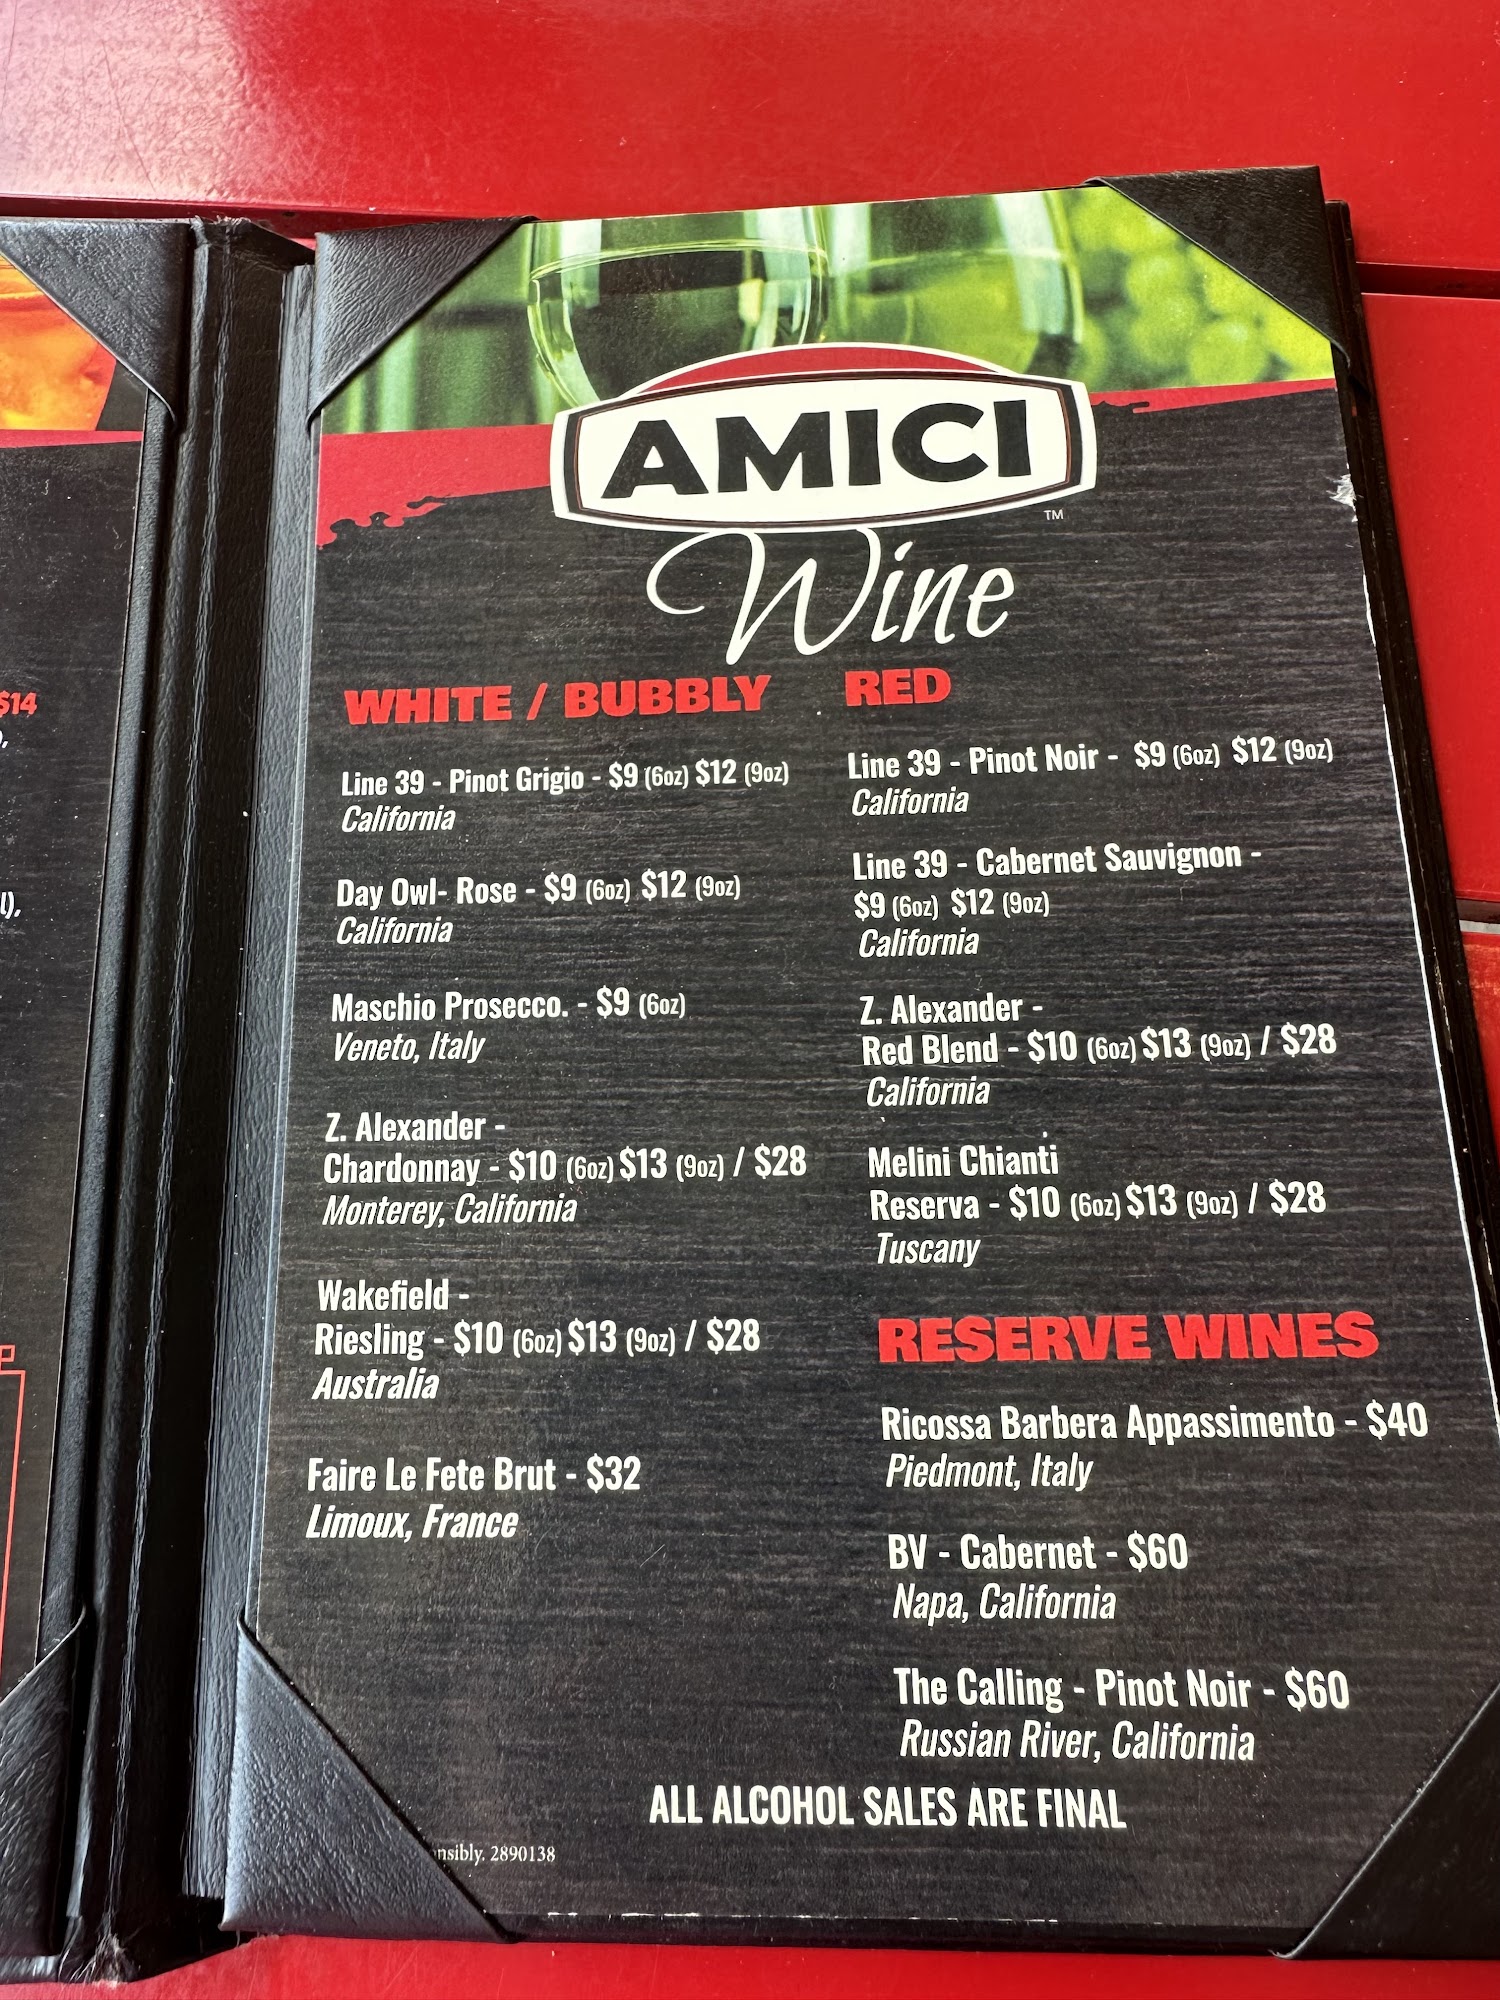 $14
AMICI
TM
Wine
WHITE / BUBBLY
Line 39 - Pinot Grigio - $9 (6oz) $12 (9oz)
California
Day Owl- Rose - $9 (6oz) $12 (9oz)
California
Maschio Prosecco. - $9 (6oz)
Veneto, Italy
Z. Alexander -
Chardonnay - $10 (6oz) $13 (9oz) / $28
Monterey, California
Wakefield -
Riesling - $10 (6oz) $13 (9oz) / $28
Australia
Faire Le Fete Brut - $32
Limoux, France
RED
Line 39 - Pinot Noir - $9 (6oz) $12 (9oz)
California
Line 39 - Cabernet Sauvignon -
$9 (6oz) $12 (9oz)
California
Z. Alexander -
Red Blend - $10 (6oz) $13 (9oz) / $28
California
Melini Chianti
Reserva - $10 (6oz) $13 (9oz) / $28
Tuscany
RESERVE WINES
Ricossa Barbera Appassimento - $40
Piedmont, Italy
BV - Cabernet - $60
Napa, California
The Calling - Pinot Noir - $60
Russian River, California
ALL ALCOHOL SALES ARE FINAL
nsibly. 2890138